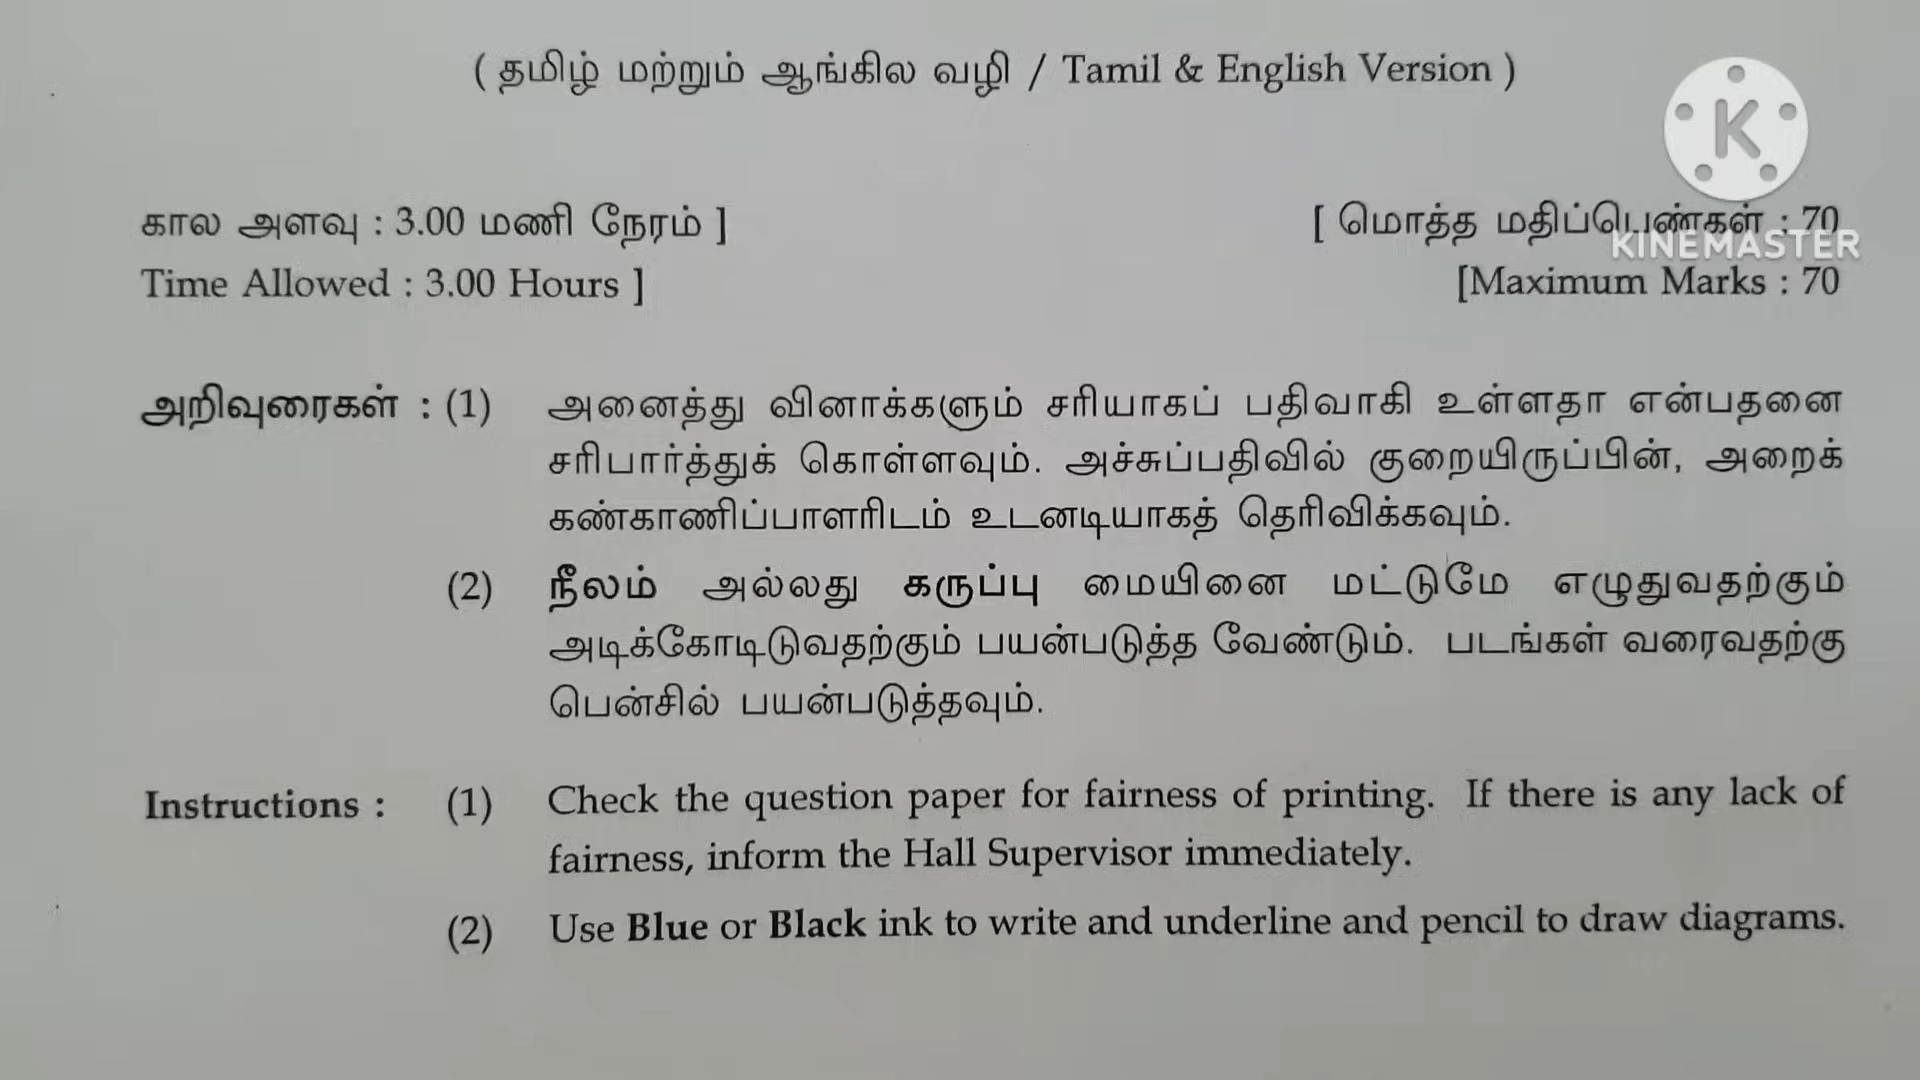 ( தமிழ் மற்றும் ஆங்கில வழி / Tamil & English Version )
K
கால அளவு : 3.00 மணி நேரம் ]
[ மொத்த மதிப்பெண்கள் : 70
KINEMASTER
Time Allowed : 3.00 Hours ]
[Maximum Marks : 70
அறிவுரைகள் : (1) அனைத்து வினாக்களும் சரியாகப் பதிவாகி உள்ளதா என்பதனை
சரிபார்த்துக் கொள்ளவும். அச்சுப்பதிவில் குறையிருப்பின், அறைக்
கண்காணிப்பாளரிடம் உடனடியாகத் தெரிவிக்கவும்.
(2) நீலம் அல்லது கருப்பு மையினை மட்டுமே எழுதுவதற்கும்
அடிக்கோடிடுவதற்கும் பயன்படுத்த வேண்டும். படங்கள் வரைவதற்கு
பென்சில் பயன்படுத்தவும்.
Instructions : (1) Check the question paper for fairness of printing. If there is any lack of
fairness, inform the Hall Supervisor immediately.
(2) Use Blue or Black ink to write and underline and pencil to draw diagrams.